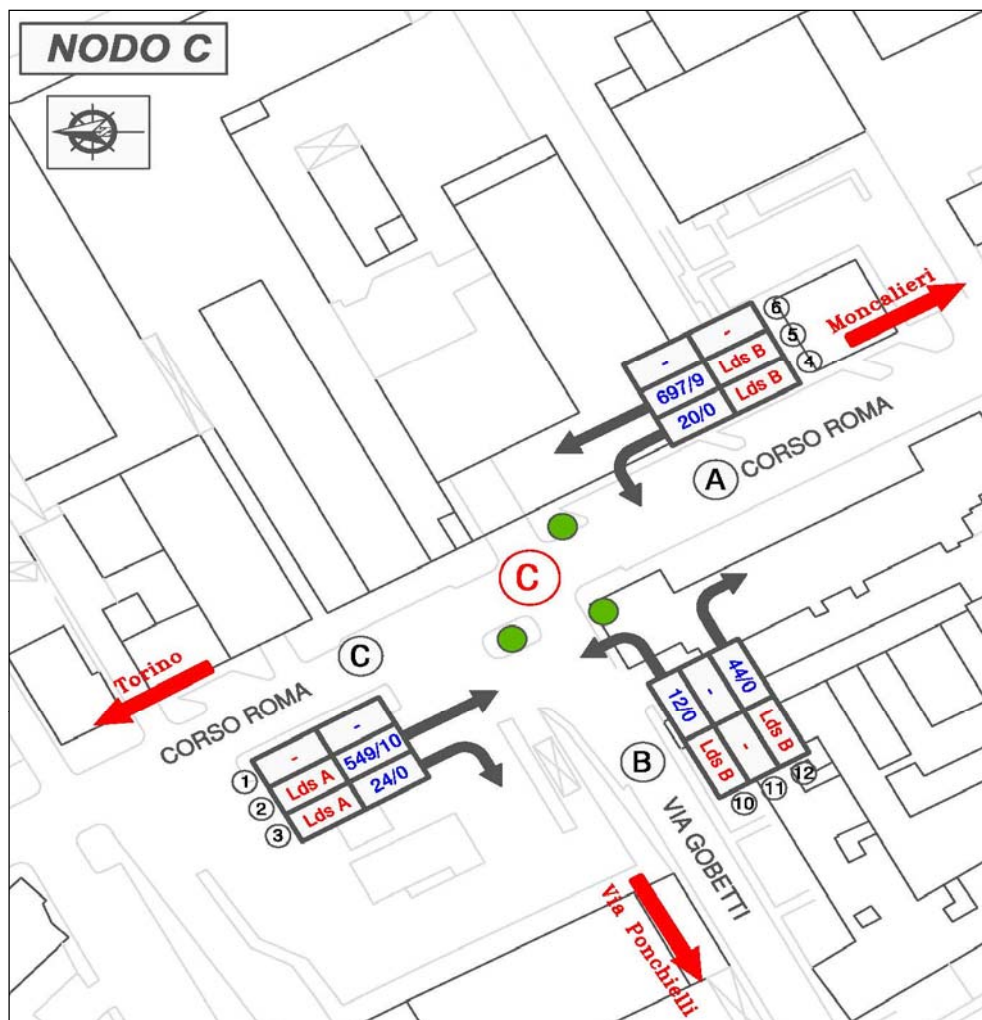 NODO C
Moncalieri
6
5
4
-
-
697/9
Lds B
20/0
Lds B
A
CORSO ROMA
C
C
Torino
CORSO ROMA
-
-
1
Lds A
549/10
2
Lds A
24/0
3
12/0
-
44/0
Lds B
-
Lds B
10
11
12
B
VIA GOBETTI
Via Ponchielli